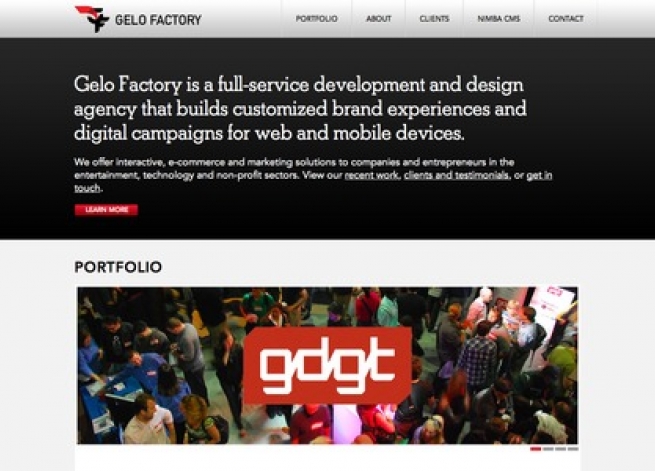 GELO FACTORY
PORTFOLIO
ABOUT
CLIENTS
NIMBA CMS
CONTACT
Gelo Factory is a full-service development and design
agency that builds customized brand experiences and
digital campaigns for web and mobile devices.
We offer interactive, e-commerce and marketing solutions to companies and entrepreneurs in the
entertainment, technology and non-profit sectors. View our recent work, clients and testimonials, or get in
touch.
LEARN MORE
PORTFOLIO
gdgt